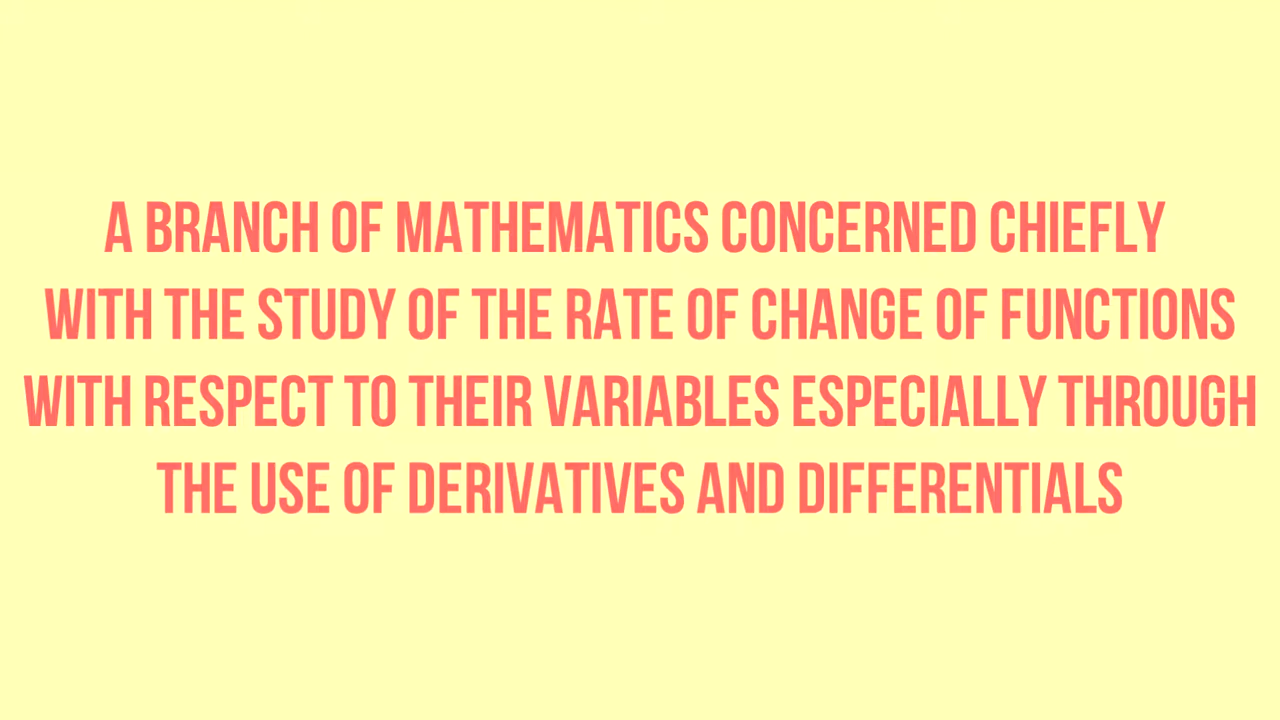 A BRANCH OF MATHEMATICS CONCERNED CHIEFLY
WITH THE STUDY OF THE RATE OF CHANGE OF FUNCTIONS
WITH RESPECT TO THEIR VARIABLES ESPECIALLY THROUGH
THE USE OF DERIVATIVES AND DIFFERENTIALS